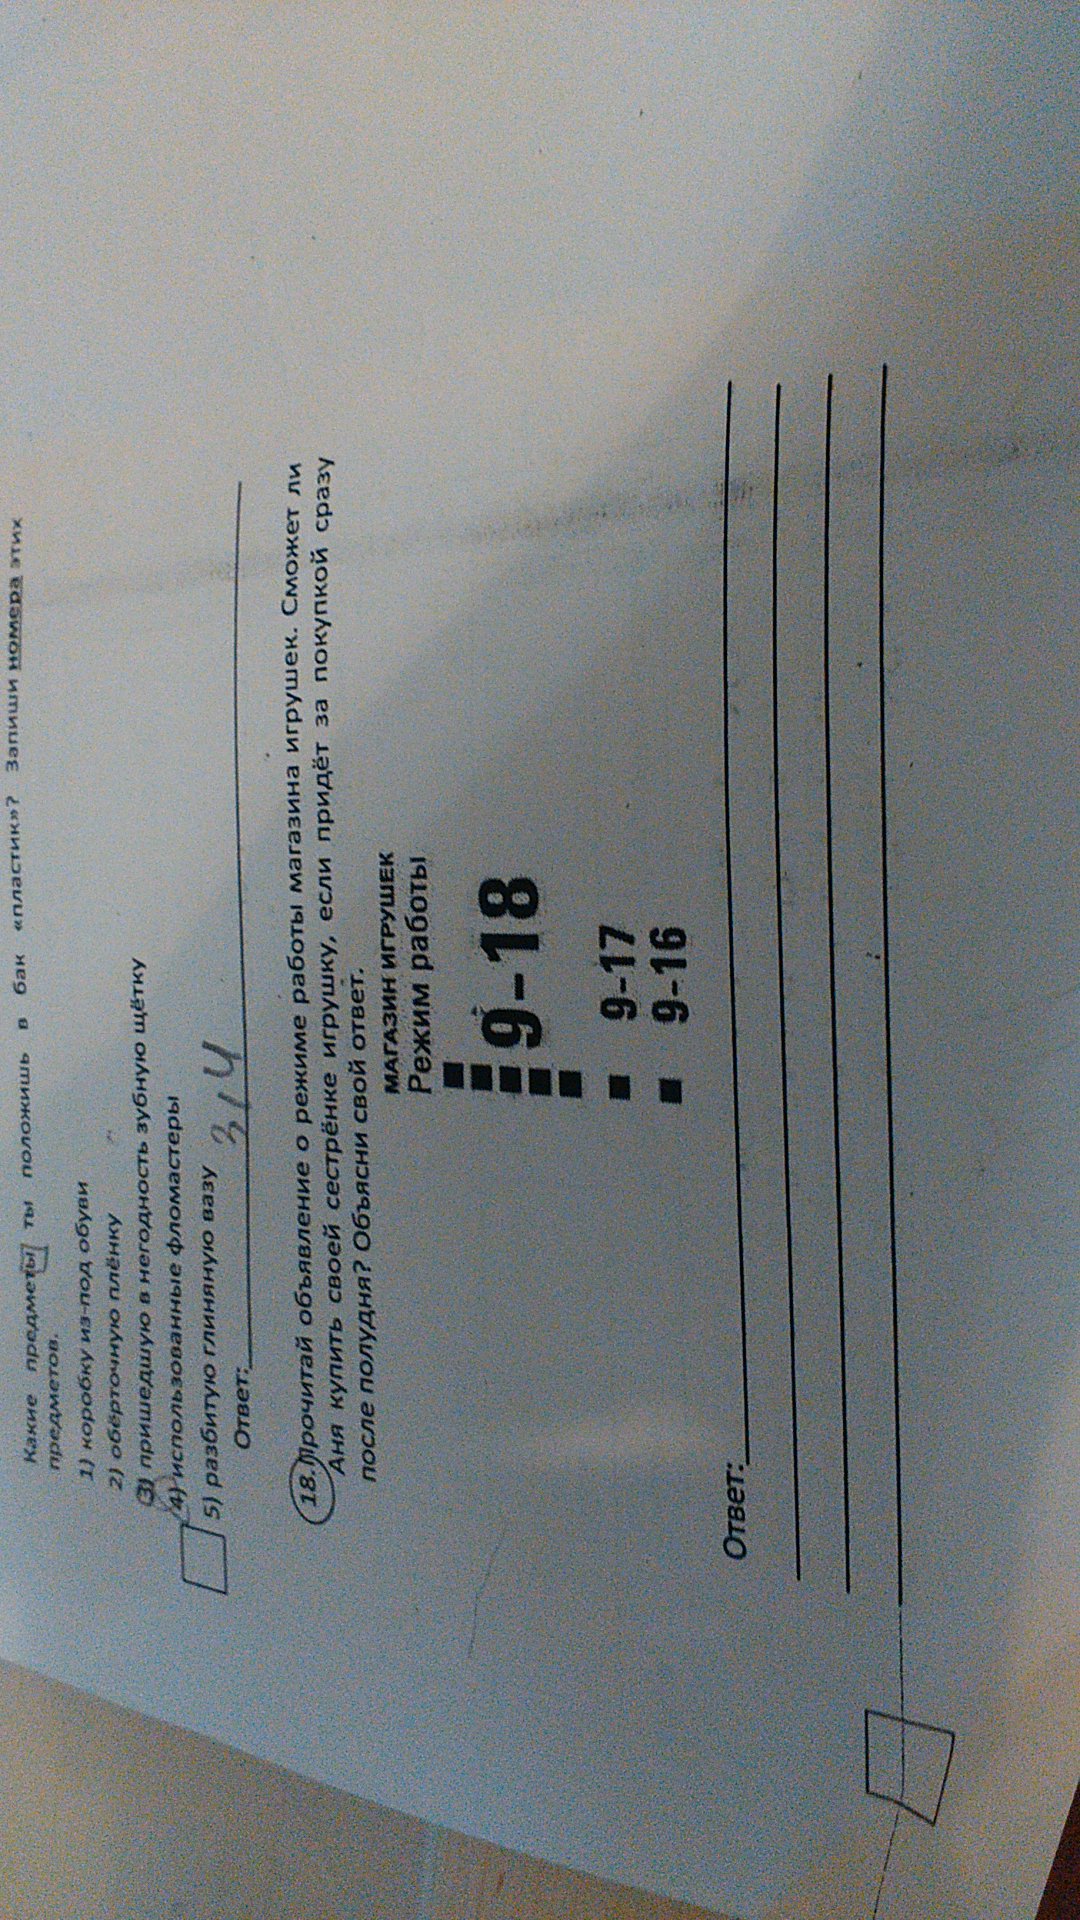 Какие предметы ты положишь в бак «пластик»? Запиши номера этих
предметов.
1) коробку из-под обуви
2) обёрточную плёнку
3) пришедшую в негодность зубную щётку
4) использованные фломастеры
5) разбитую глиняную вазу
Ответ: 3,4
18. Прочитай объявление о режиме работы магазина игрушек. Сможет ли
Аня купить своей сестрёнке игрушку, если придёт за покупкой сразу
после полудня? Объясни свой ответ.
МАГАЗИН ИГРУШЕК
Режим работы
9-18
9-17
9-16
Ответ: